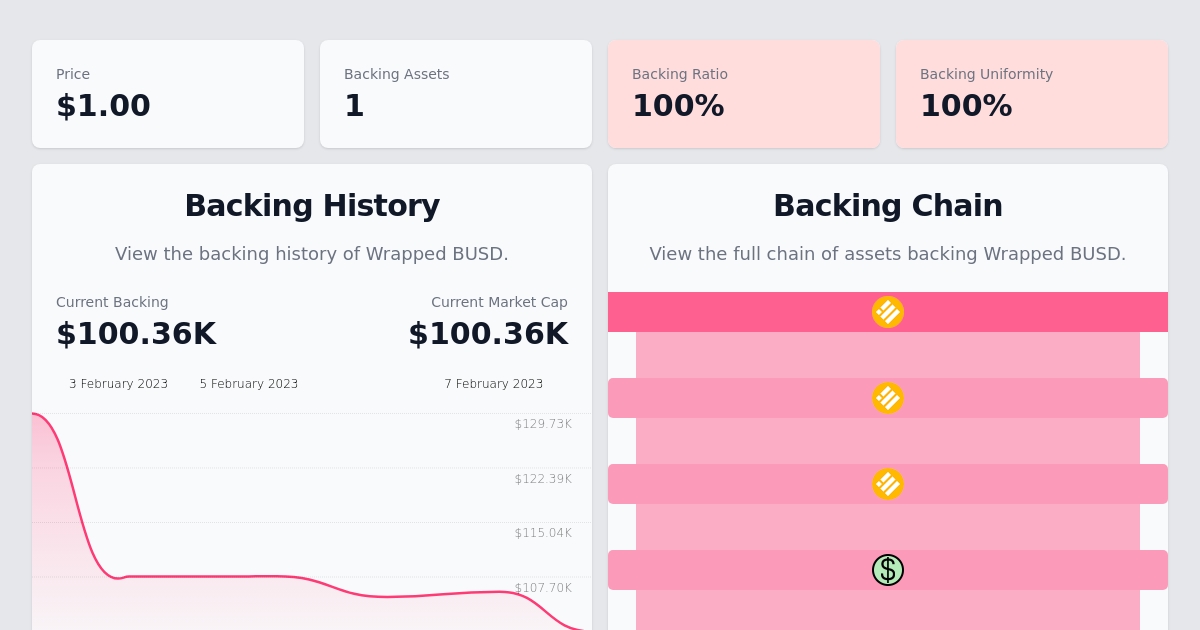 Price
$1.00
Backing Assets
1
Backing Ratio
100%
Backing Uniformity
100%
Backing History
View the backing history of Wrapped BUSD.
Current Backing
$100.36K
Current Market Cap
$100.36K
3 February 2023
5 February 2023
7 February 2023
$129.73K
$122.39K
$115.04K
$107.70K
Backing Chain
View the full chain of assets backing Wrapped BUSD.
$